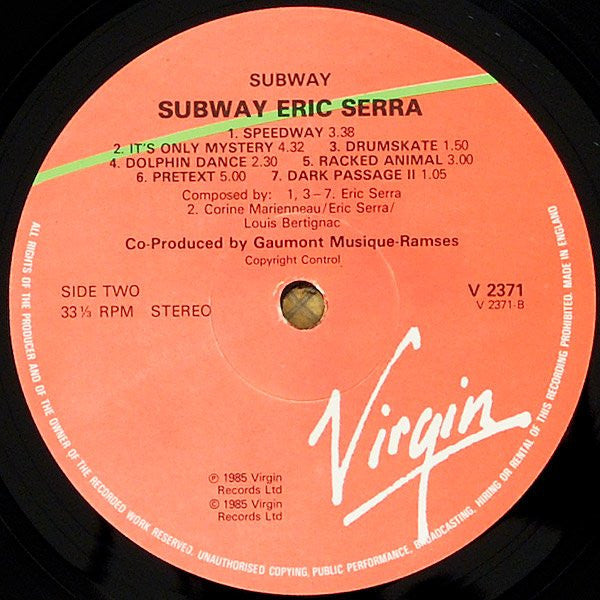 SUBWAY
SUBWAY ERIC SERRA
1. SPEEDWAY 3.38
2. IT'S ONLY MYSTERY 4.32 3. DRUMSKATE 1.50
4. DOLPHIN DANCE 2.30 5. RACKED ANIMAL 3.00
6. PRETEXT 5.00 7. DARK PASSAGE II 1.05
Composed by: 1, 3–7. Eric Serra
2. Corine Marienneau/Eric Serra/
Louis Bertignac
Co-Produced by Gaumont Musique-Ramses
Copyright Control
SIDE TWO
33⅓ RPM STEREO
V 2371
V 2371-B
Virgin
℗ 1985 Virgin
Records Ltd
© 1985 Virgin
Records Ltd
ALL RIGHTS OF THE PRODUCER AND OF THE OWNER OF THE RECORDED WORK RESERVED. UNAUTHORISED COPYING, PUBLIC PERFORMANCE, BROADCASTING, HIRING OR RENTAL OF THIS RECORDING PROHIBITED. MADE IN ENGLAND